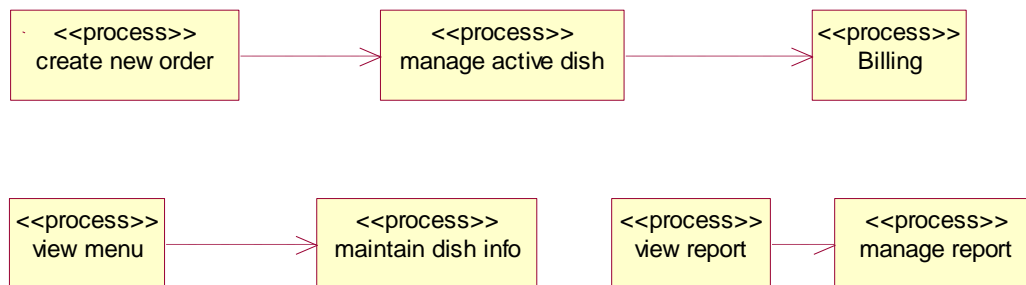 <<process>>
create new order
<<process>>
manage active dish
<<process>>
Billing
<<process>>
view menu
<<process>>
maintain dish info
<<process>>
view report
<<process>>
manage report